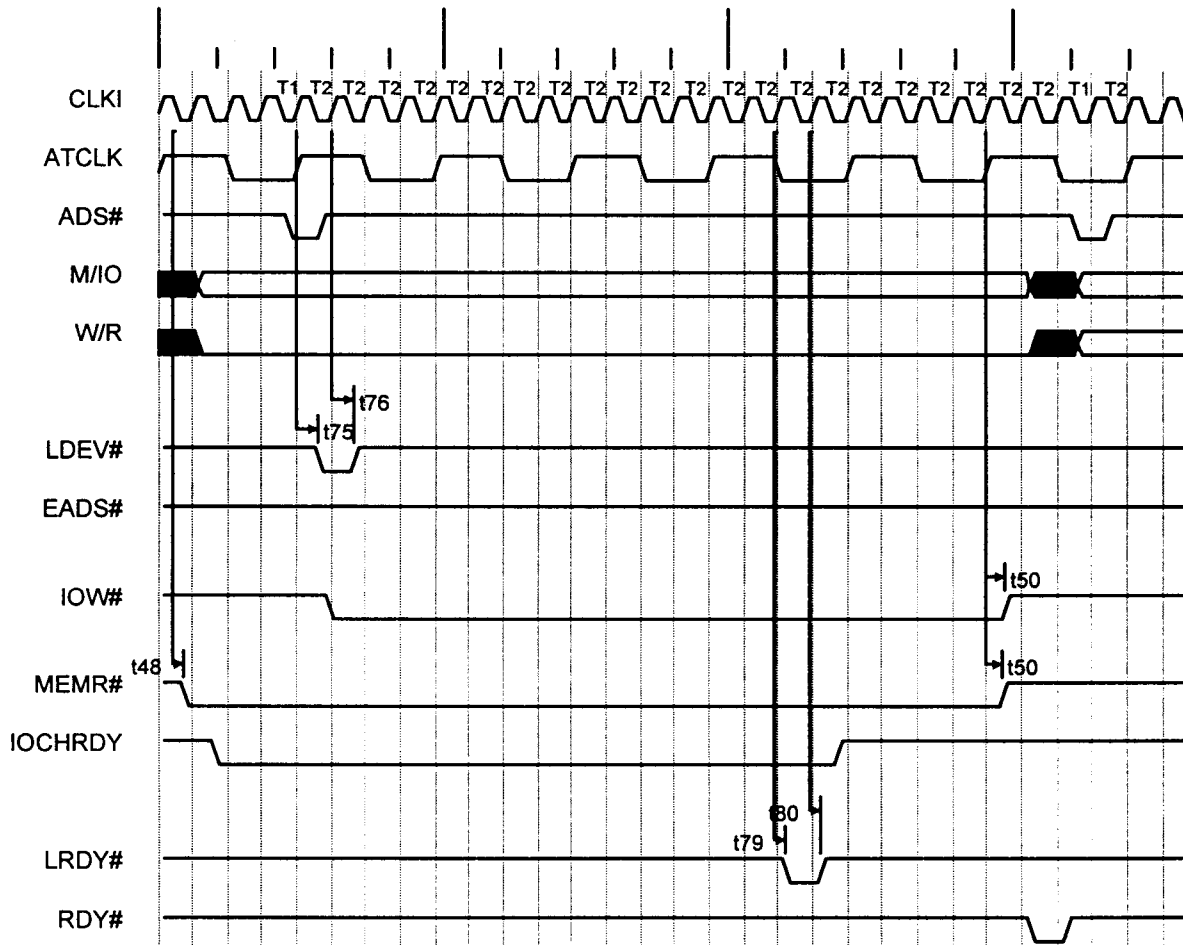 T1 T2 T2 T2 T2 T2 T2 T2 T2 T2 T2 T2 T2 T2 T2 T2 T2 T2 T2 T2 T2 T2 T2 T1 T2
CLKI
ATCLK
ADS#
M/IO
W/R
t76
t75
LDEV#
EADS#
t50
IOW#
t48
t50
MEMR#
IOCHRDY
t80
t79
LRDY#
RDY#